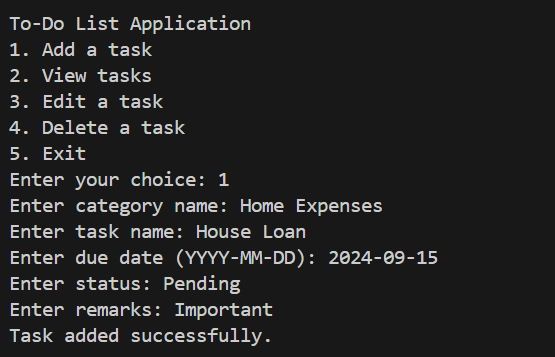 To-Do List Application
1. Add a task
2. View tasks
3. Edit a task
4. Delete a task
5. Exit
Enter your choice: 1
Enter category name: Home Expenses
Enter task name: House Loan
Enter due date (YYYY-MM-DD): 2024-09-15
Enter status: Pending
Enter remarks: Important
Task added successfully.